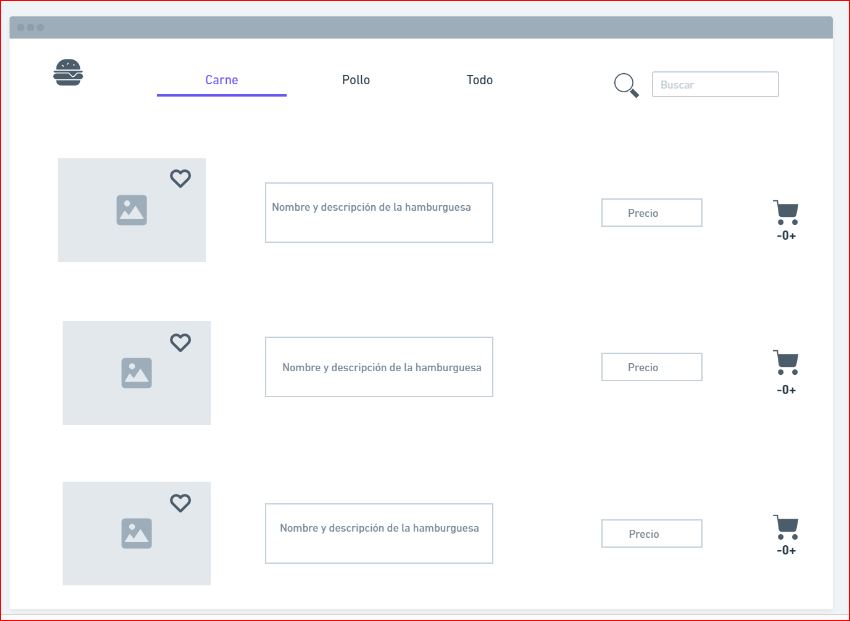 Carne
Pollo
Todo
Buscar
Nombre y descripción de la hamburguesa
Precio
-0+
Nombre y descripción de la hamburguesa
Precio
-0+
Nombre y descripción de la hamburguesa
Precio
-0+